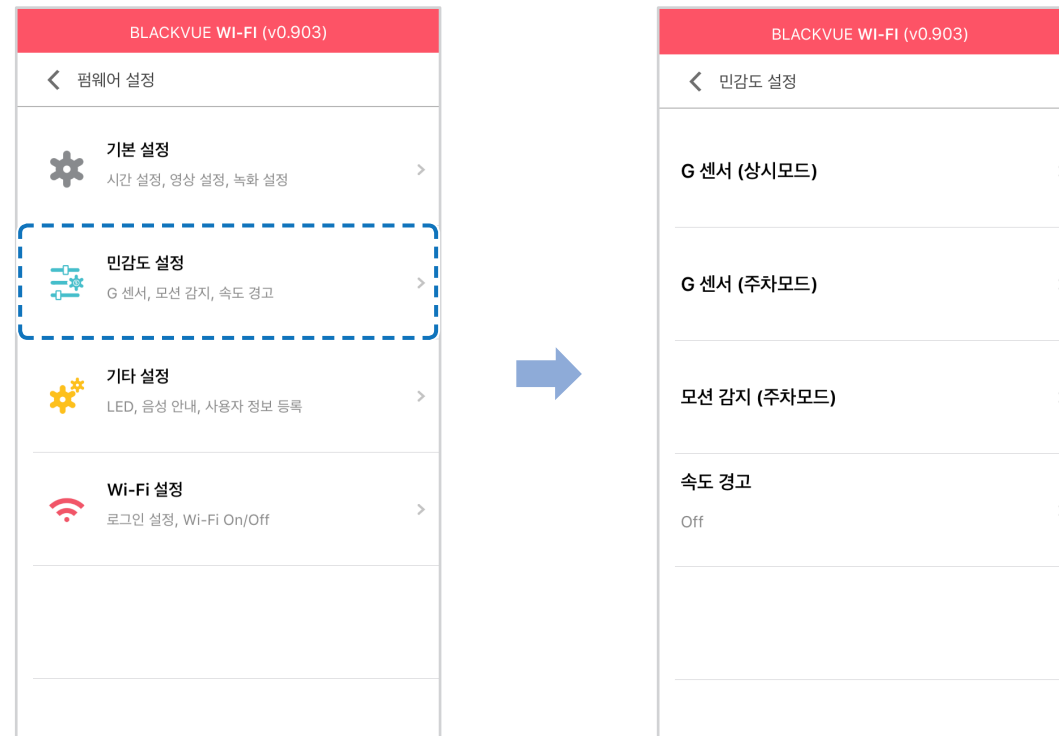 BLACKVUE WI-FI (v0.903)
펌웨어 설정
기본 설정
시간 설정, 영상 설정, 녹화 설정
민감도 설정
G 센서, 모션 감지, 속도 경고
기타 설정
LED, 음성 안내, 사용자 정보 등록
Wi-Fi 설정
로그인 설정, Wi-Fi On/Off
BLACKVUE WI-FI (v0.903)
민감도 설정
G 센서 (상시모드)
G 센서 (주차모드)
모션 감지 (주차모드)
속도 경고
Off